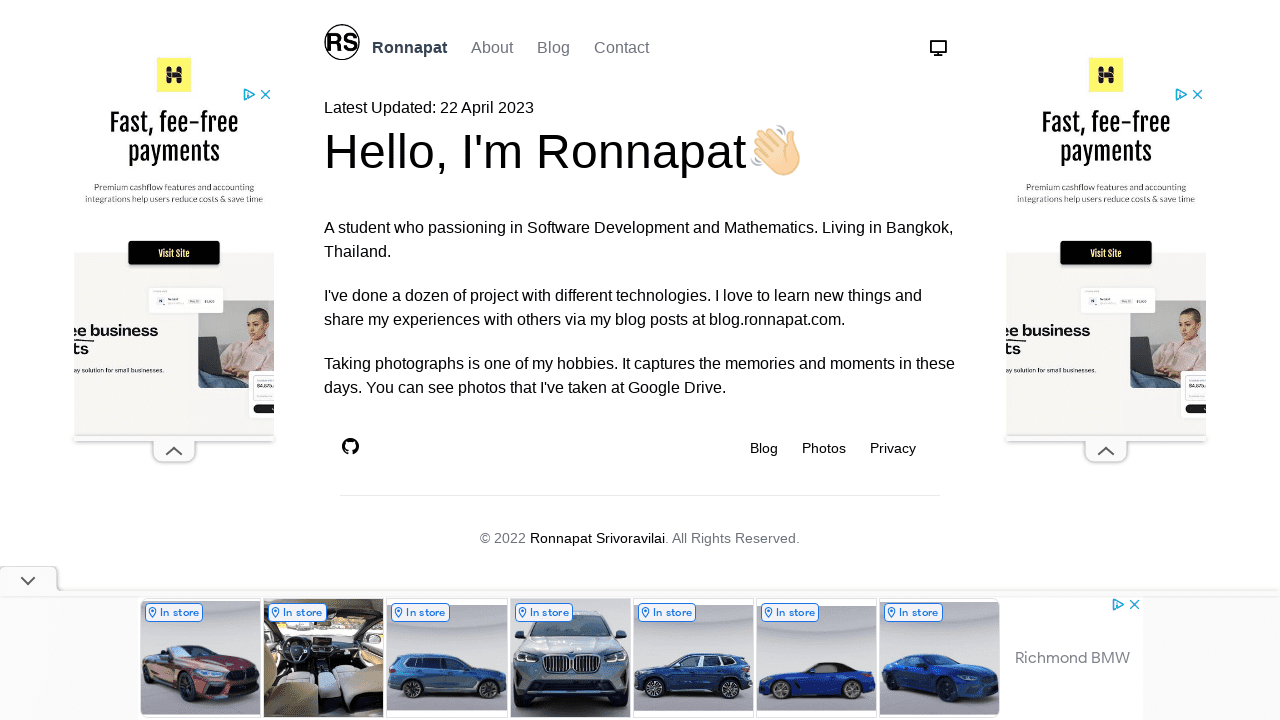 RS Ronnapat About Blog Contact
Latest Updated: 22 April 2023
Hello, I'm Ronnapat
A student who passioning in Software Development and Mathematics. Living in Bangkok,
Thailand.
I've done a dozen of project with different technologies. I love to learn new things and
share my experiences with others via my blog posts at blog.ronnapat.com.
Taking photographs is one of my hobbies. It captures the memories and moments in these
days. You can see photos that I've taken at Google Drive.
Blog Photos Privacy
© 2022 Ronnapat Srivoravilai. All Rights Reserved.
Fast, fee-free
payments
Premium cashflow features and accounting
integrations help users reduce costs & save time
Visit Site
ee business
ts
ay solution for small businesses.
Fast, fee-free
payments
Premium cashflow features and accounting
integrations help users reduce costs & save time
Visit Site
ee business
ts
ay solution for small businesses.
In store In store In store In store In store In store In store
Richmond BMW